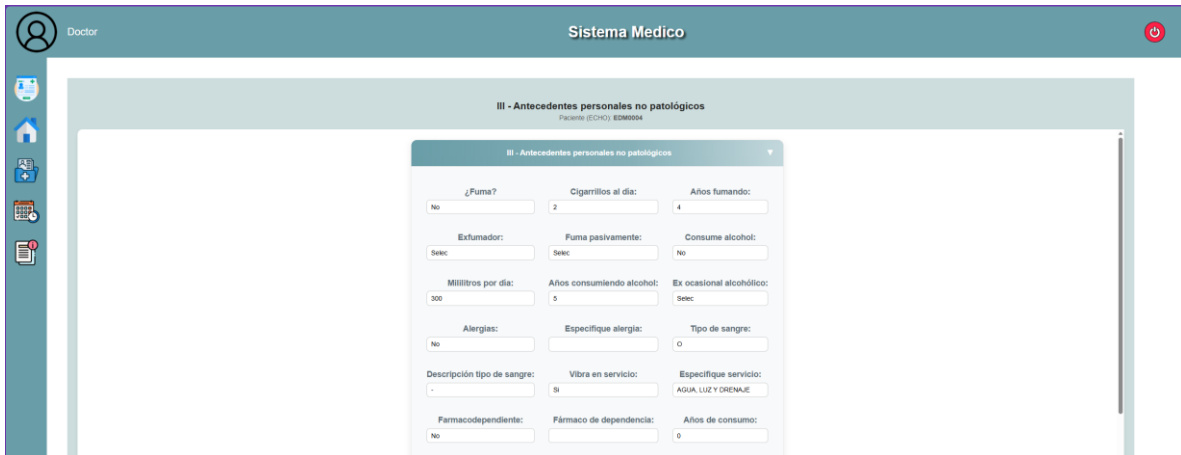 Doctor
Sistema Medico
III - Antecedentes personales no patológicos
Paciente (ECHO): EDM0004
III - Antecedentes personales no patológicos
¿Fuma? Cigarrillos al dia: Años fumando:
No 2 4
Exfumador: Fuma pasivamente: Consume alcohol:
Selec Selec No
Mililitros por dia: Años consumiendo alcohol: Ex ocasional alcohólico:
300 5 Selec
Alergias: Especifique alergia: Tipo de sangre:
No O
Descripción tipo de sangre: Vibra en servicio: Especifique servicio:
- Si AGUA, LUZ Y DRENAJE
Farmacodependiente: Fármaco de dependencia: Años de consumo:
No 0